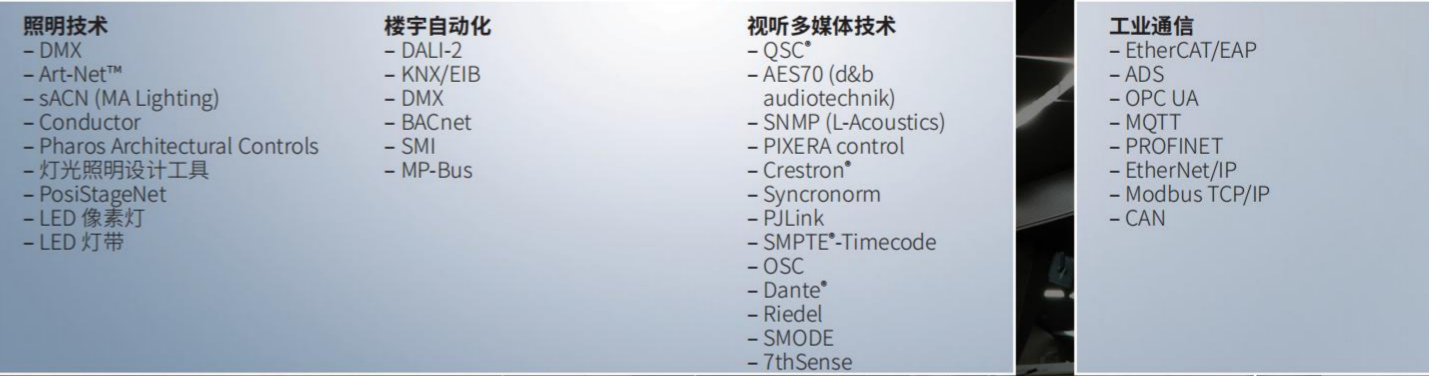 照明技术
– DMX
– Art-Net™
– sACN (MA Lighting)
– Conductor
– Pharos Architectural Controls
– 灯光照明设计工具
– PosiStageNet
– LED 像素灯
– LED 灯带
楼宇自动化
– DALI-2
– KNX/EIB
– DMX
– BACnet
– SMI
– MP-Bus
视听多媒体技术
– QSC®
– AES70 (d&b
audiotechnik)
– SNMP (L-Acoustics)
– PIXERA control
– Crestron®
– Syncronorm
– PJLink
– SMPTE®-Timecode
– OSC
– Dante®
– Riedel
– SMODE
– 7thSense
工业通信
– EtherCAT/EAP
– ADS
– OPC UA
– MQTT
– PROFINET
– EtherNet/IP
– Modbus TCP/IP
– CAN